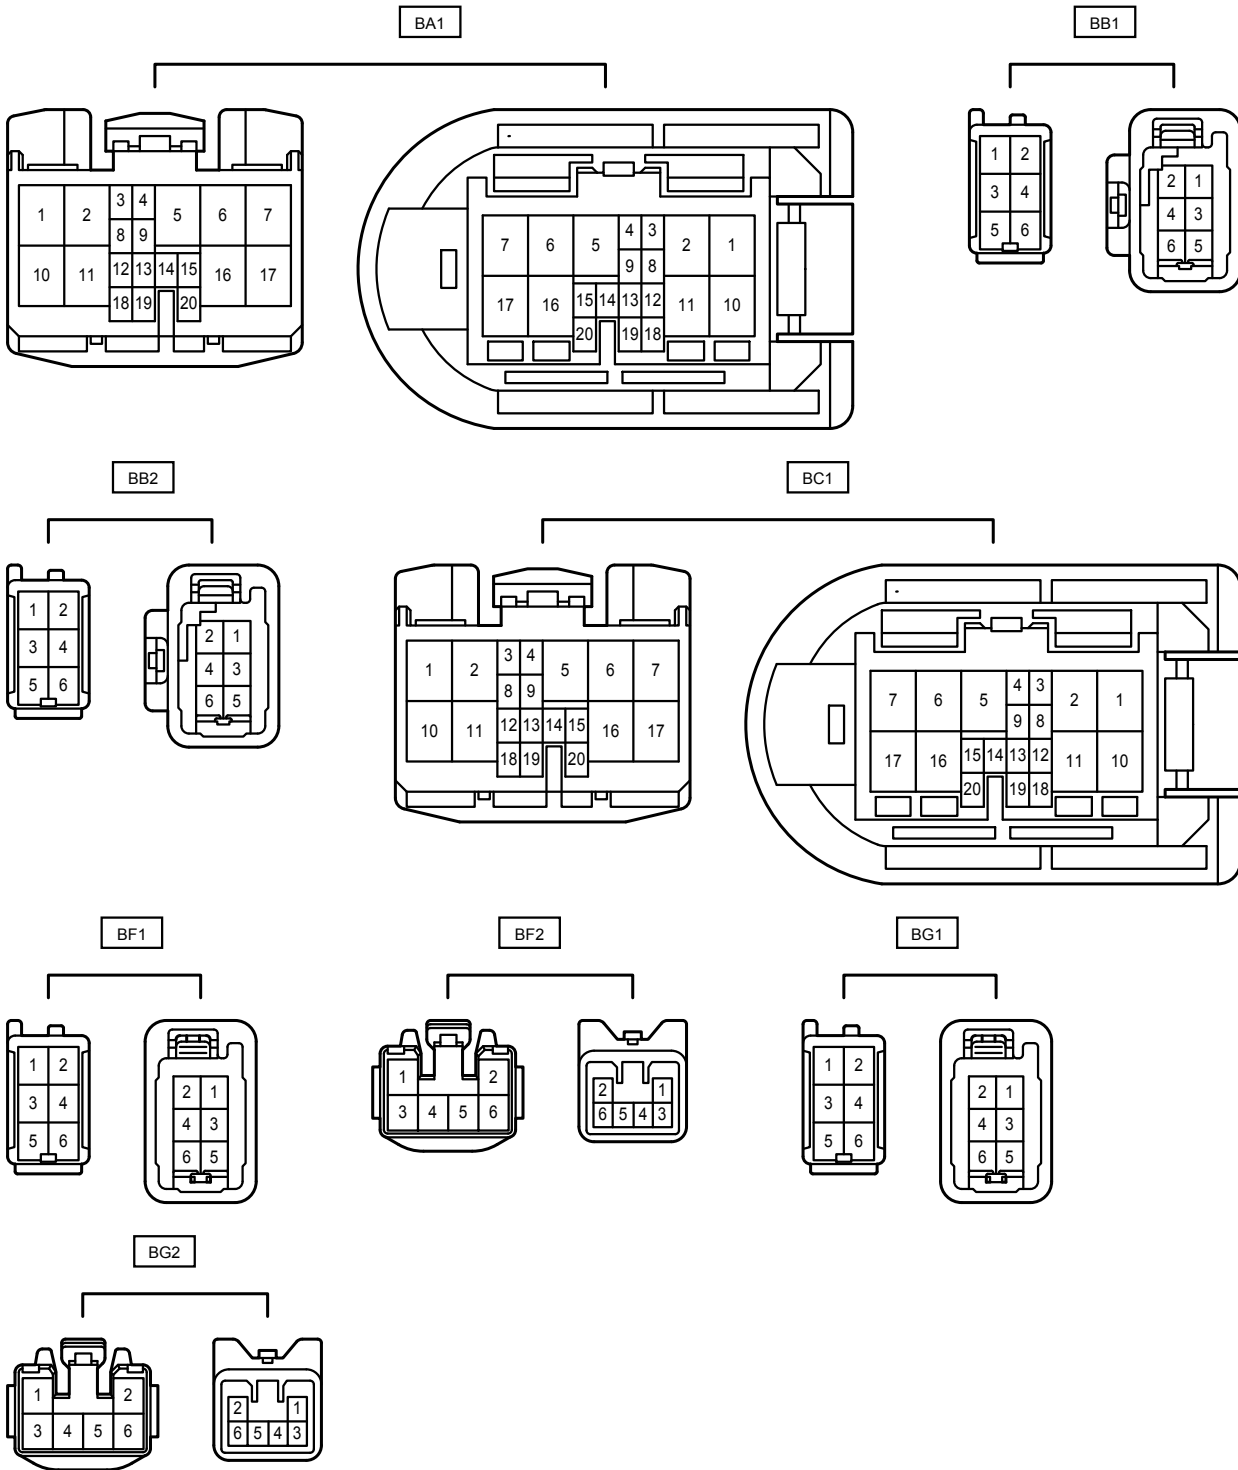 BA1 BB1
3 4 1 2
1 2 5 6 7 4 3 2 1
8 9 7 6 5 2 1 3 4 4 3
9 8
12 13 14 15 5 6 6 5
10 11 16 17 15 14 13 12
18 19 20 17 16 11 10
20 19 18
BB2 BC1
1 2 3 4
2 1 1 2 5 6 7 4 3
3 4 8 9 7 6 5 2 1
4 3 9 8
5 6 12 13 14 15
6 5 10 11 16 17 15 14 13 12
18 19 20 17 16 11 10
20 19 18
BF1 BF2 BG1
1 2 1 2 1 2
2 1 2 1 2 1
3 4 3 4 5 6 3 4
4 3 6 5 4 3 4 3
5 6 5 6
6 5 6 5
BG2
1 2
2 1
3 4 5 6 6 5 4 3